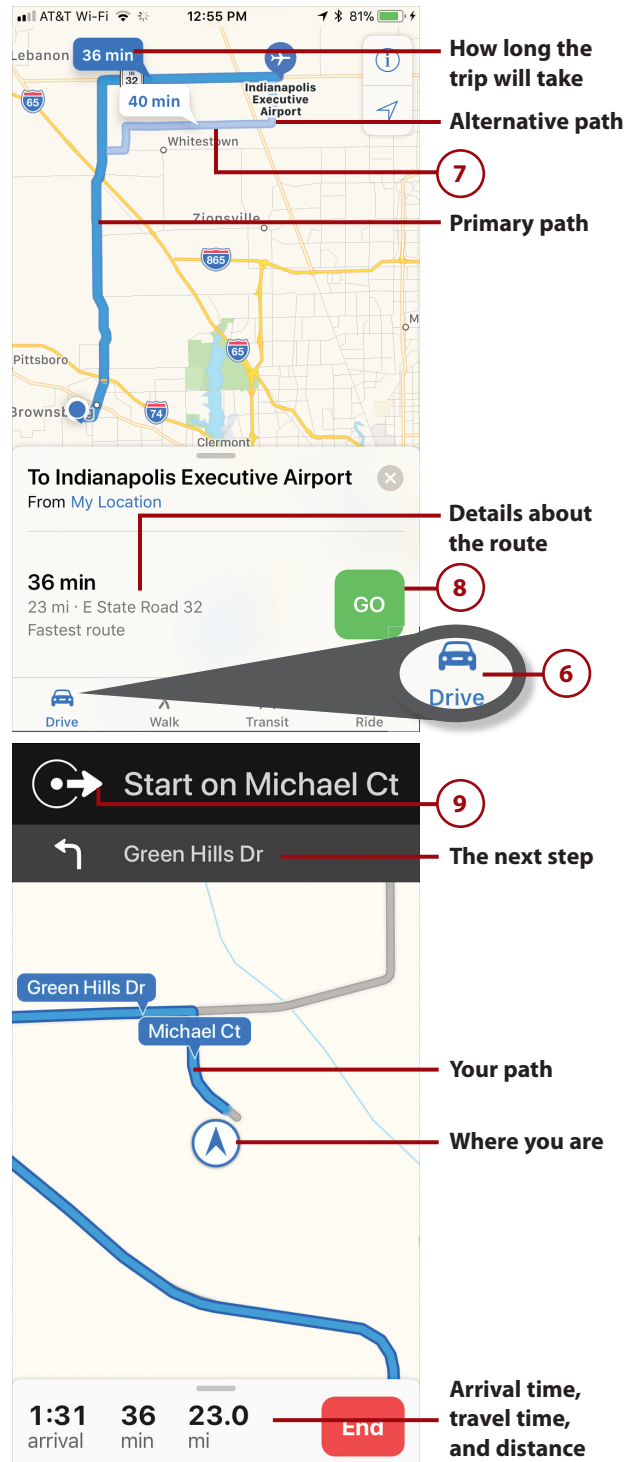 AT&T Wi-Fi 12:55 PM 81%
Lebanon
36 min
How long the
trip will take
IN
32
Indianapolis
Executive
Airport
65
40 min
Alternative path
Whitestown
7
Zionsville
Primary path
865
M
Pittsboro
65
Brownsburg
74
Clermont
To Indianapolis Executive Airport
From My Location
Details about
the route
36 min
23 mi · E State Road 32
Fastest route
GO
8
Drive
6
Drive
Walk
Transit
Ride
Start on Michael Ct
9
Green Hills Dr
The next step
Green Hills Dr
Michael Ct
Your path
Where you are
1:31 36 23.0
arrival min mi
End
Arrival time,
travel time,
and distance